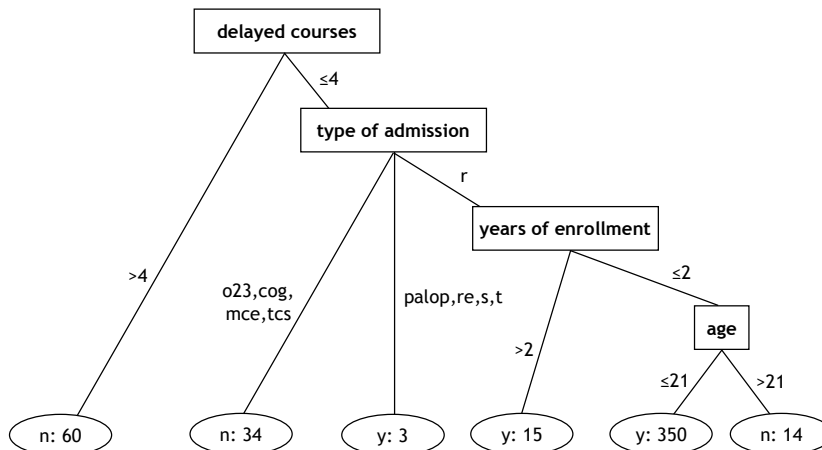 delayed courses
≤4
type of admission
r
years of enrollment
>4
o23,cog,
mce,tcs
palop,re,s,t
≤2
age
>2
≤21
>21
n: 60
n: 34
y: 3
y: 15
y: 350
n: 14